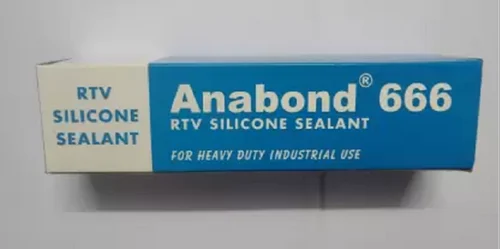 RTV
SILICONE
SEALANT
Anabond® 666
RTV SILICONE SEALANT
FOR HEAVY DUTY INDUSTRIAL USE